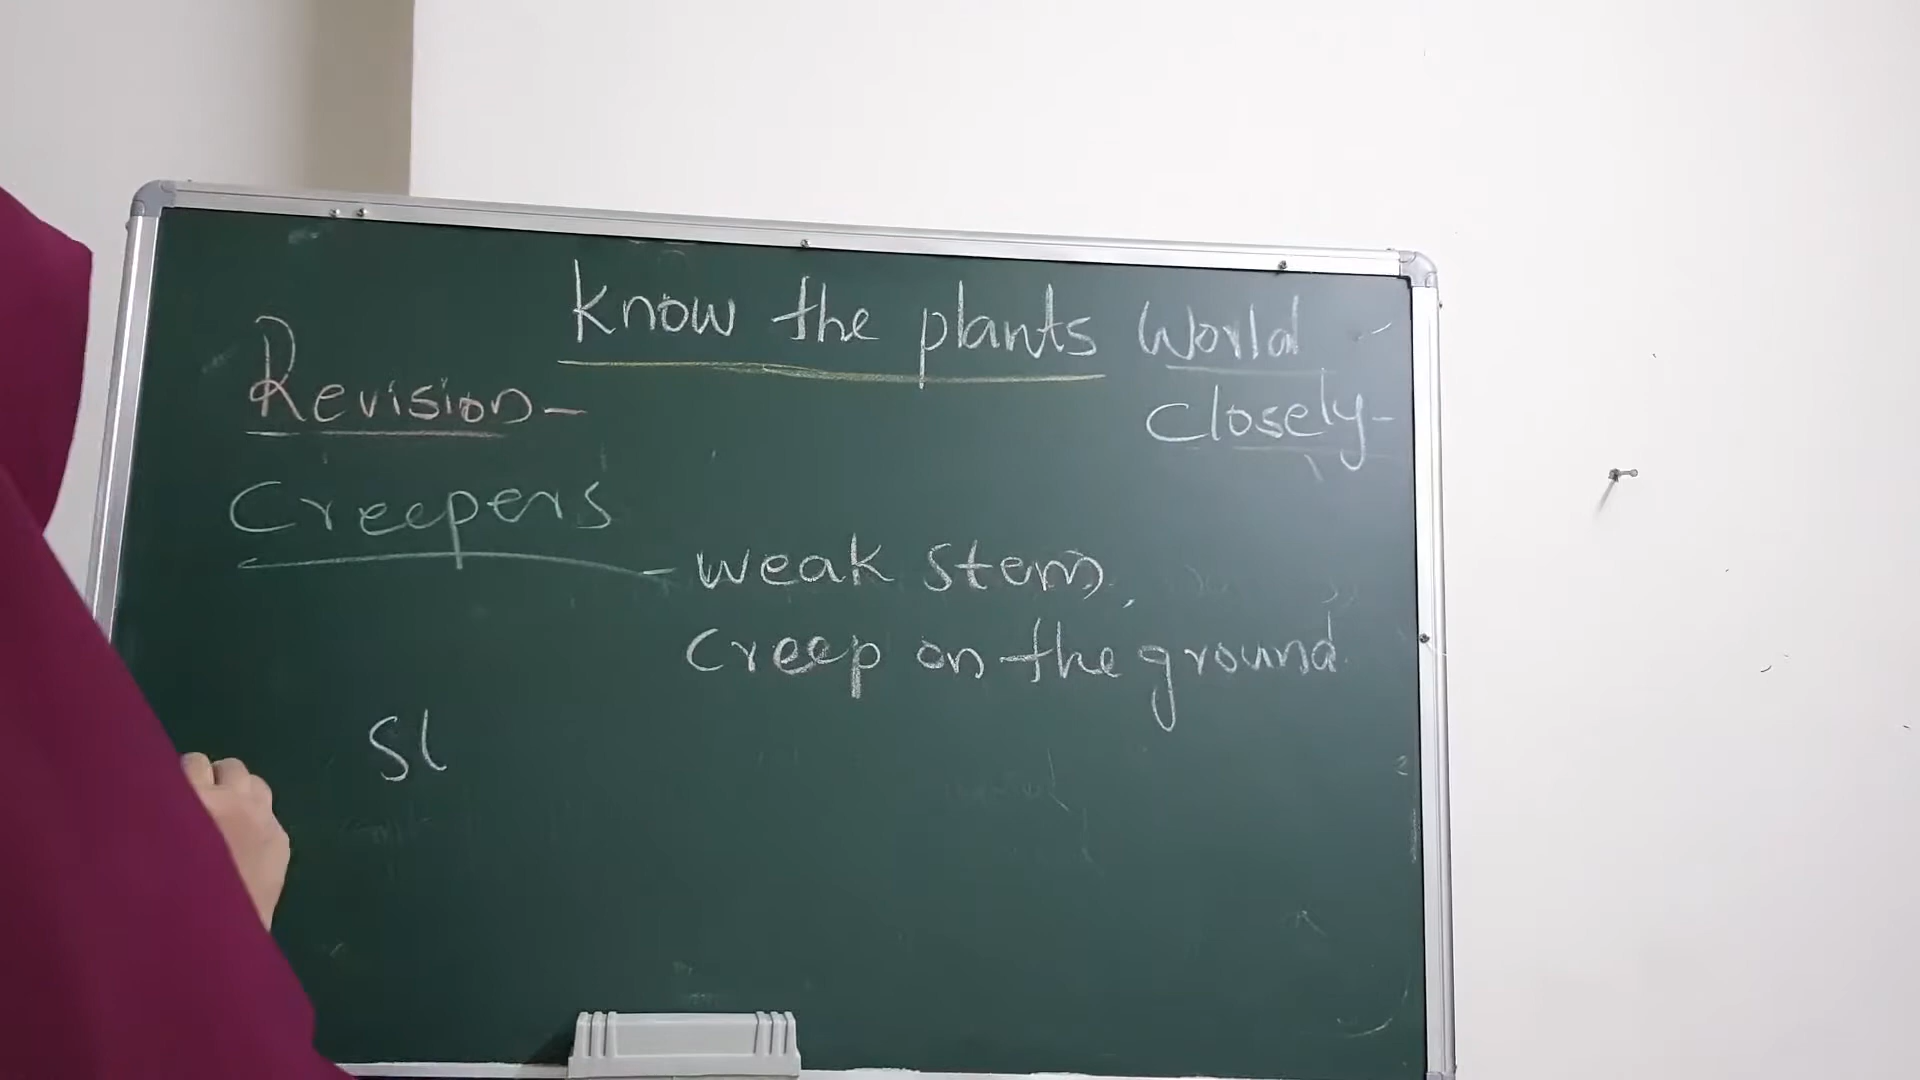 Know the plants World
Closely-
Revision-
Creepers
- weak stem,
creep on the ground.
Sl